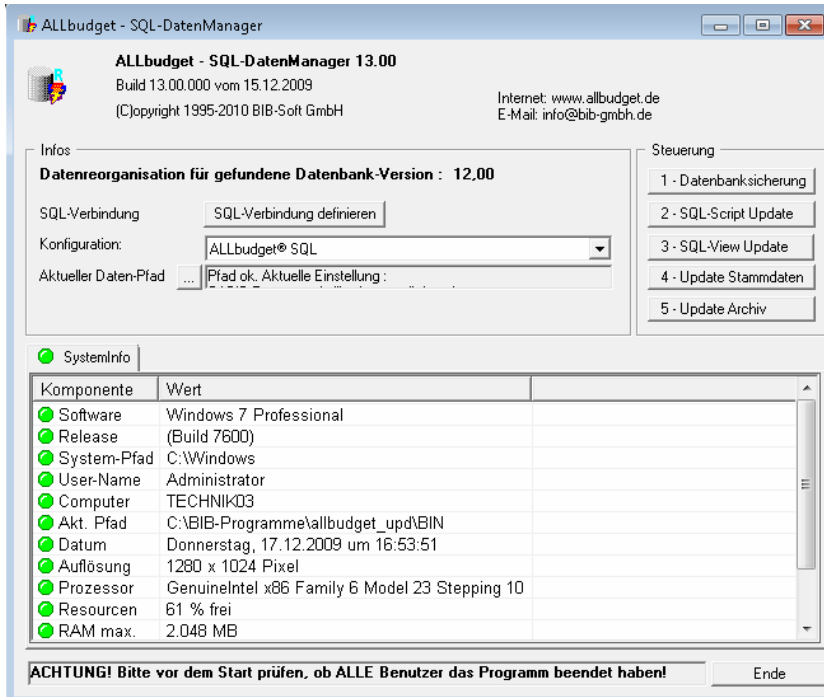 ALLbudget - SQL-DatenManager
ALLbudget - SQL-DatenManager 13.00
Build 13.00.000 vom 15.12.2009
(C)opyright 1995-2010 BIB-Soft GmbH
Internet: www.allbudget.de
E-Mail: info@bib-gmbh.de
Infos
Datenreorganisation für gefundene Datenbank-Version : 12,00
SQL-Verbindung SQL-Verbindung definieren
Konfiguration: ALLbudget® SQL
Aktueller Daten-Pfad ... Pfad ok. Aktuelle Einstellung :
Steuerung
1 - Datenbanksicherung
2 - SQL-Script Update
3 - SQL-View Update
4 - Update Stammdaten
5 - Update Archiv
SystemInfo
Komponente Wert
Software Windows 7 Professional
Release (Build 7600)
System-Pfad C:\Windows
User-Name Administrator
Computer TECHNIK03
Akt. Pfad C:\BIB-Programme\allbudget_upd\BIN
Datum Donnerstag, 17.12.2009 um 16:53:51
Auflösung 1280 x 1024 Pixel
Prozessor GenuineIntel x86 Family 6 Model 23 Stepping 10
Resourcen 61 % frei
RAM max. 2.048 MB
ACHTUNG! Bitte vor dem Start prüfen, ob ALLE Benutzer das Programm beendet haben!
Ende